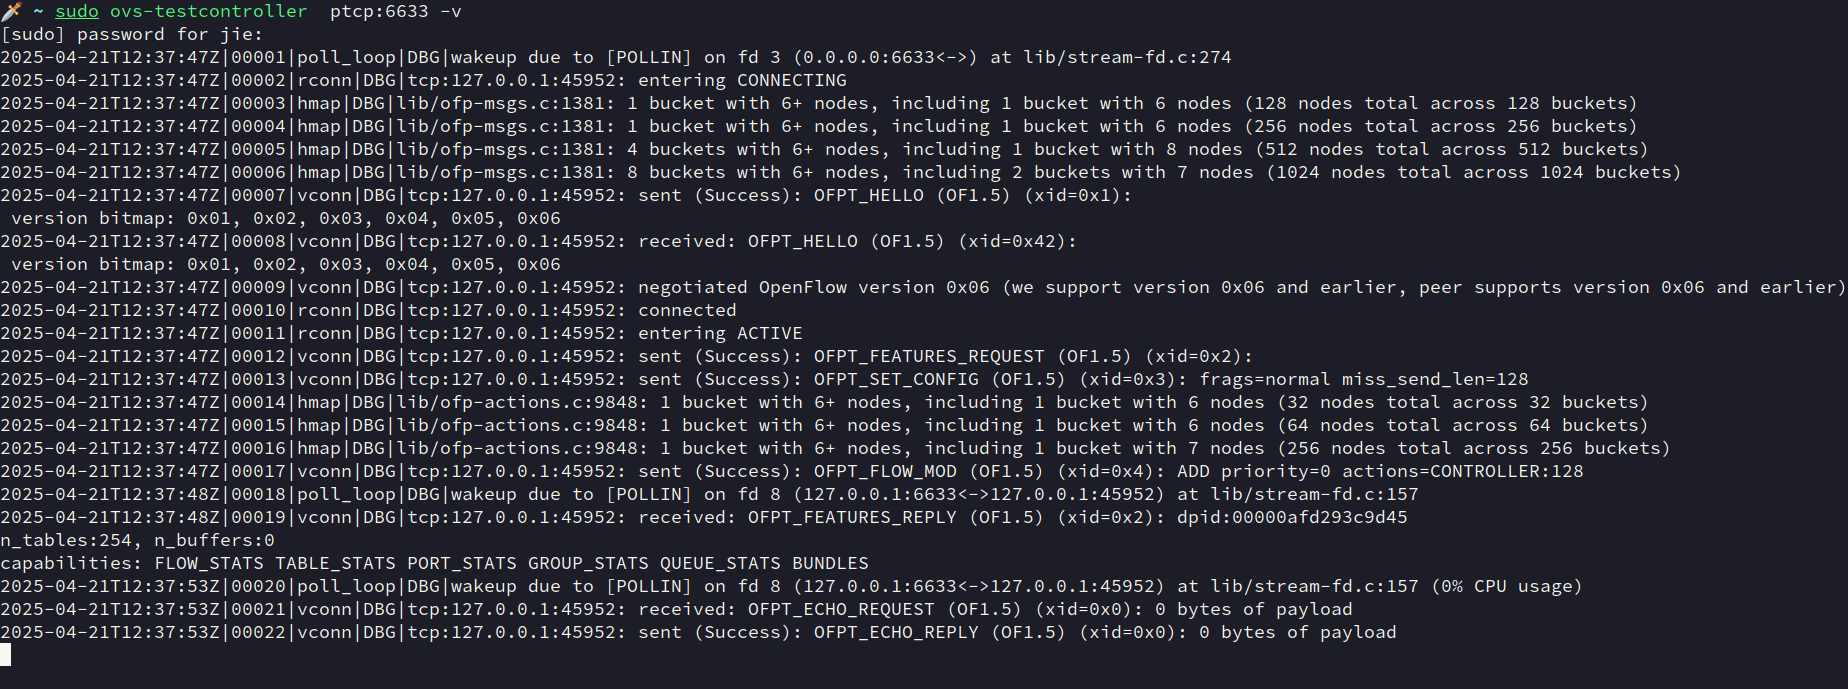 ~ sudo ovs-testcontroller  ptcp:6633 -v
[sudo] password for jie:
2025-04-21T12:37:47Z|00001|poll_loop|DBG|wakeup due to [POLLIN] on fd 3 (0.0.0.0:6633<->) at lib/stream-fd.c:274
2025-04-21T12:37:47Z|00002|rconn|DBG|tcp:127.0.0.1:45952: entering CONNECTING
2025-04-21T12:37:47Z|00003|hmap|DBG|lib/ofp-msgs.c:1381: 1 bucket with 6+ nodes, including 1 bucket with 6 nodes (128 nodes total across 128 buckets)
2025-04-21T12:37:47Z|00004|hmap|DBG|lib/ofp-msgs.c:1381: 1 bucket with 6+ nodes, including 1 bucket with 6 nodes (256 nodes total across 256 buckets)
2025-04-21T12:37:47Z|00005|hmap|DBG|lib/ofp-msgs.c:1381: 4 buckets with 6+ nodes, including 1 bucket with 8 nodes (512 nodes total across 512 buckets)
2025-04-21T12:37:47Z|00006|hmap|DBG|lib/ofp-msgs.c:1381: 8 buckets with 6+ nodes, including 2 buckets with 7 nodes (1024 nodes total across 1024 buckets)
2025-04-21T12:37:47Z|00007|vconn|DBG|tcp:127.0.0.1:45952: sent (Success): OFPT_HELLO (OF1.5) (xid=0x1):
 version bitmap: 0x01, 0x02, 0x03, 0x04, 0x05, 0x06
2025-04-21T12:37:47Z|00008|vconn|DBG|tcp:127.0.0.1:45952: received: OFPT_HELLO (OF1.5) (xid=0x42):
 version bitmap: 0x01, 0x02, 0x03, 0x04, 0x05, 0x06
2025-04-21T12:37:47Z|00009|vconn|DBG|tcp:127.0.0.1:45952: negotiated OpenFlow version 0x06 (we support version 0x06 and earlier, peer supports version 0x06 and earlier)
2025-04-21T12:37:47Z|00010|rconn|DBG|tcp:127.0.0.1:45952: connected
2025-04-21T12:37:47Z|00011|rconn|DBG|tcp:127.0.0.1:45952: entering ACTIVE
2025-04-21T12:37:47Z|00012|vconn|DBG|tcp:127.0.0.1:45952: sent (Success): OFPT_FEATURES_REQUEST (OF1.5) (xid=0x2):
2025-04-21T12:37:47Z|00013|vconn|DBG|tcp:127.0.0.1:45952: sent (Success): OFPT_SET_CONFIG (OF1.5) (xid=0x3): frags=normal miss_send_len=128
2025-04-21T12:37:47Z|00014|hmap|DBG|lib/ofp-actions.c:9848: 1 bucket with 6+ nodes, including 1 bucket with 6 nodes (32 nodes total across 32 buckets)
2025-04-21T12:37:47Z|00015|hmap|DBG|lib/ofp-actions.c:9848: 1 bucket with 6+ nodes, including 1 bucket with 6 nodes (64 nodes total across 64 buckets)
2025-04-21T12:37:47Z|00016|hmap|DBG|lib/ofp-actions.c:9848: 1 bucket with 6+ nodes, including 1 bucket with 7 nodes (256 nodes total across 256 buckets)
2025-04-21T12:37:47Z|00017|vconn|DBG|tcp:127.0.0.1:45952: sent (Success): OFPT_FLOW_MOD (OF1.5) (xid=0x4): ADD priority=0 actions=CONTROLLER:128
2025-04-21T12:37:48Z|00018|poll_loop|DBG|wakeup due to [POLLIN] on fd 8 (127.0.0.1:6633<->127.0.0.1:45952) at lib/stream-fd.c:157
2025-04-21T12:37:48Z|00019|vconn|DBG|tcp:127.0.0.1:45952: received: OFPT_FEATURES_REPLY (OF1.5) (xid=0x2): dpid:00000afd293c9d45
n_tables:254, n_buffers:0
capabilities: FLOW_STATS TABLE_STATS PORT_STATS GROUP_STATS QUEUE_STATS BUNDLES
2025-04-21T12:37:53Z|00020|poll_loop|DBG|wakeup due to [POLLIN] on fd 8 (127.0.0.1:6633<->127.0.0.1:45952) at lib/stream-fd.c:157 (0% CPU usage)
2025-04-21T12:37:53Z|00021|vconn|DBG|tcp:127.0.0.1:45952: received: OFPT_ECHO_REQUEST (OF1.5) (xid=0x0): 0 bytes of payload
2025-04-21T12:37:53Z|00022|vconn|DBG|tcp:127.0.0.1:45952: sent (Success): OFPT_ECHO_REPLY (OF1.5) (xid=0x0): 0 bytes of payload